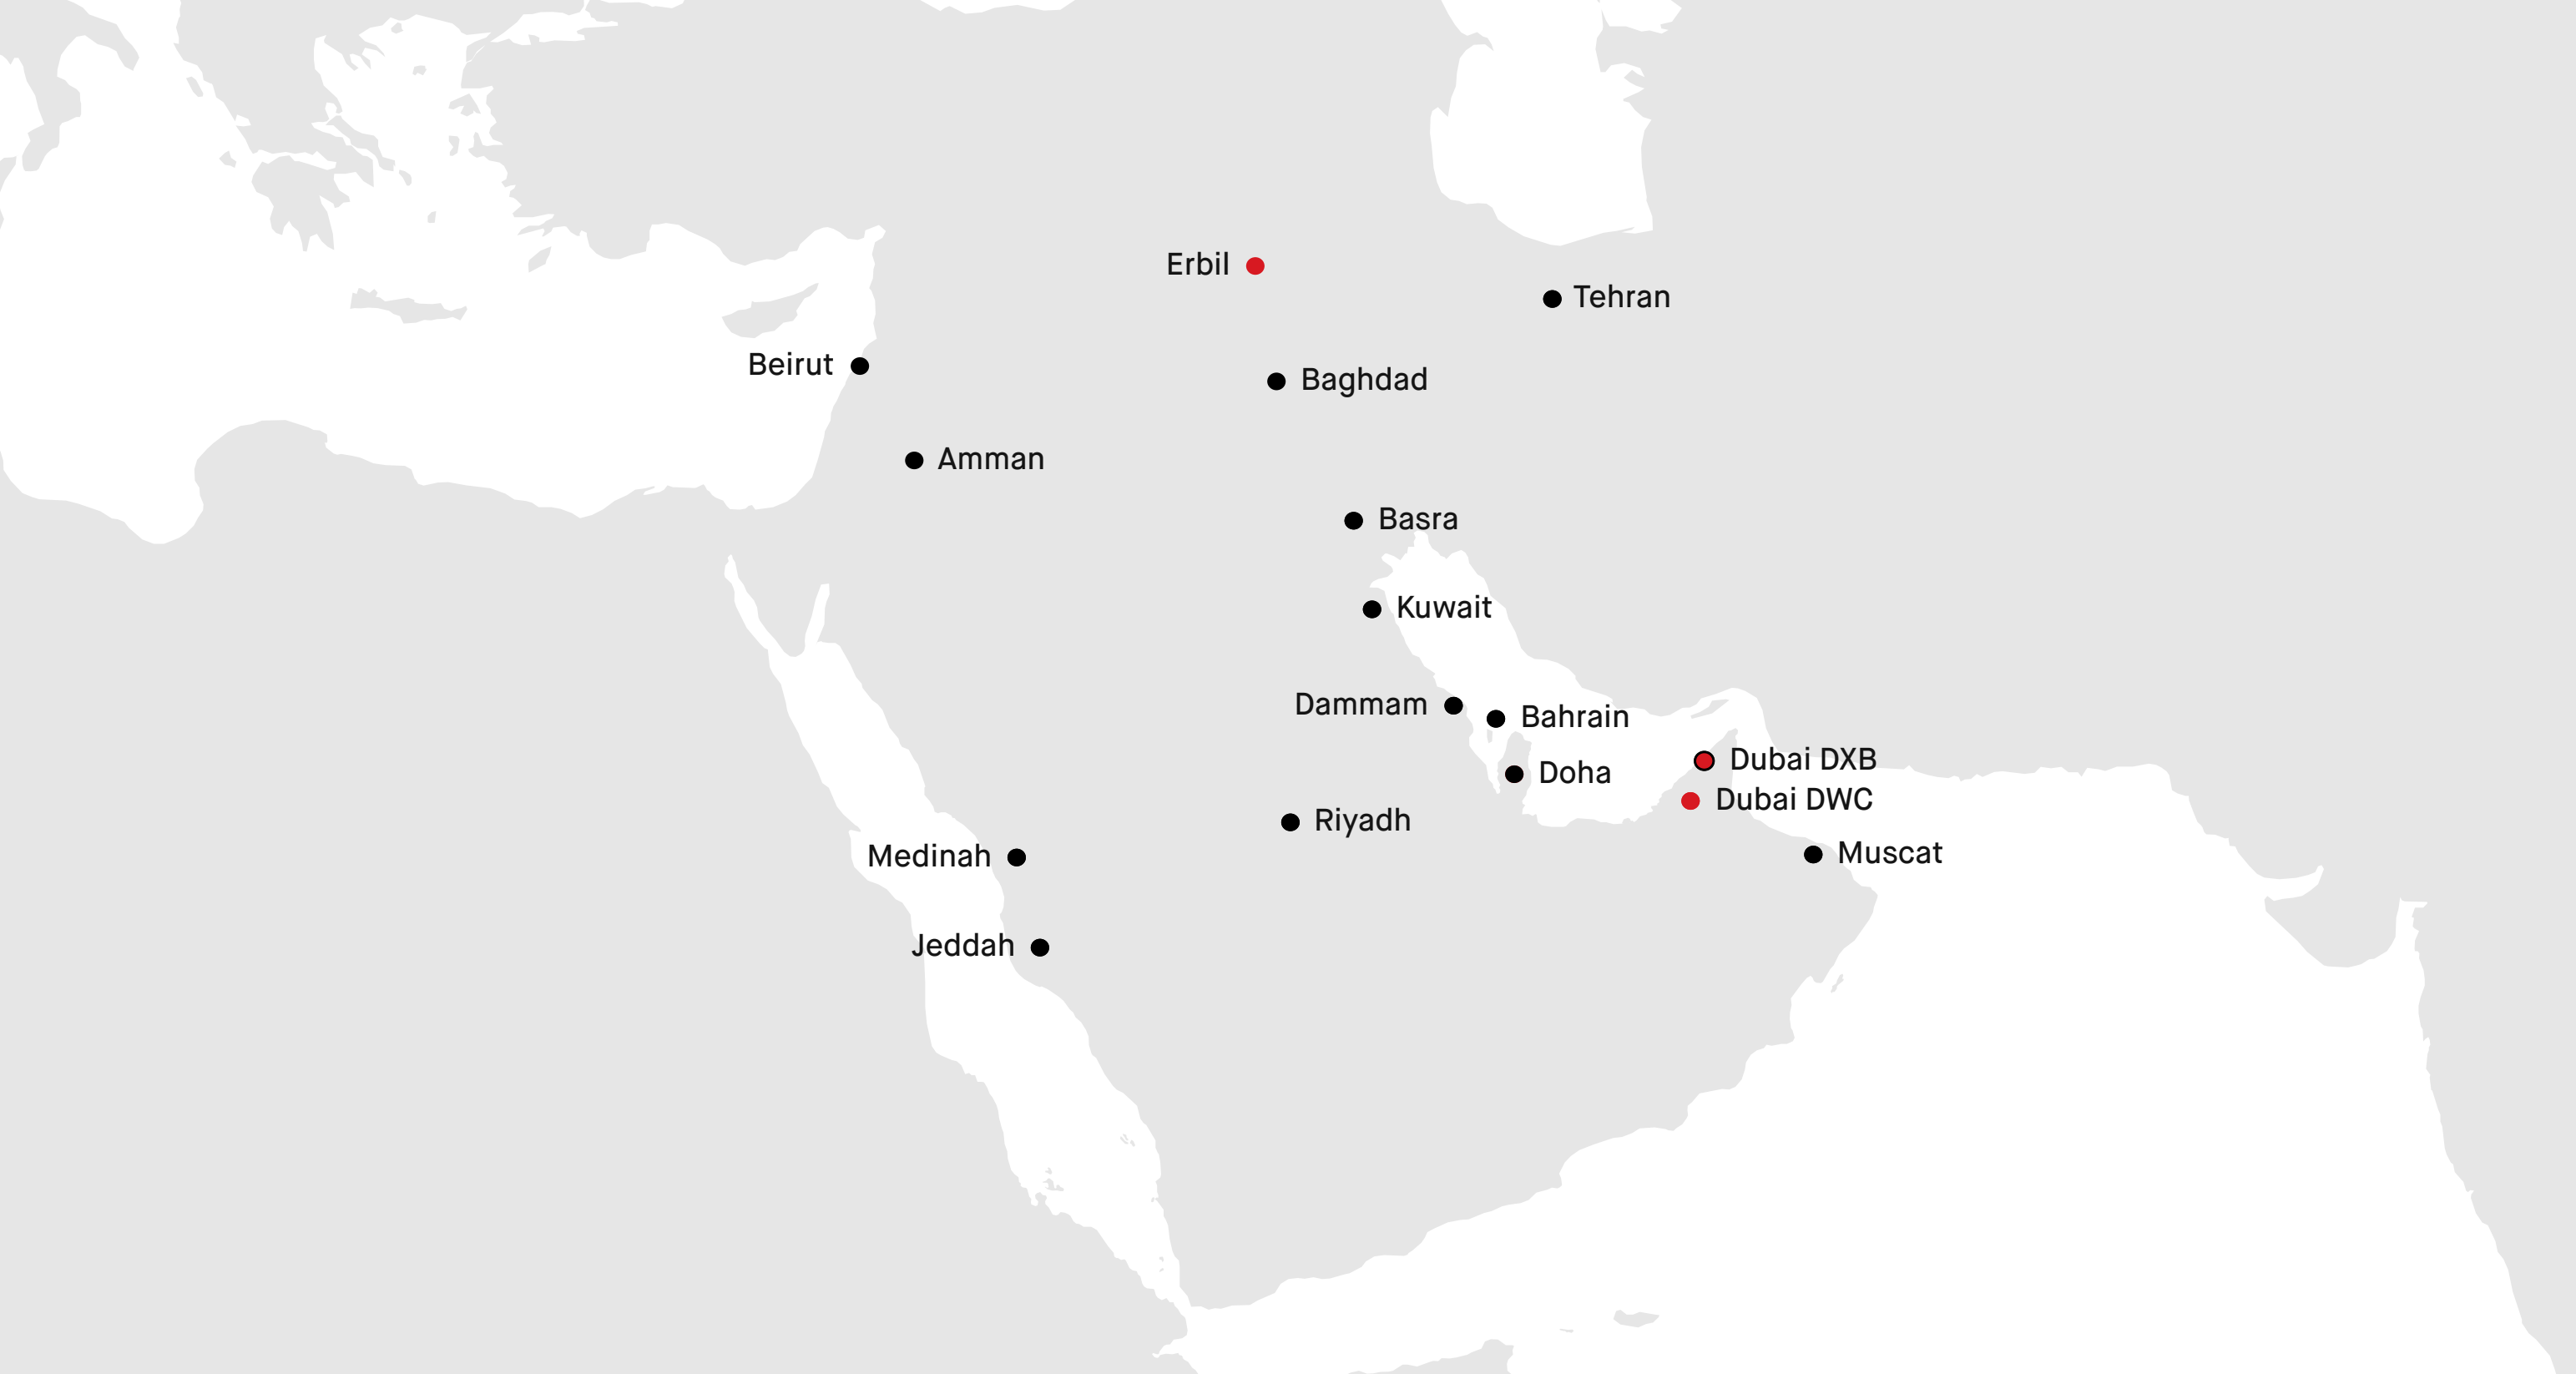 Erbil
Tehran
Beirut
Baghdad
Amman
Basra
Kuwait
Dammam
Bahrain
Dubai DXB
Doha
Dubai DWC
Riyadh
Muscat
Medinah
Jeddah